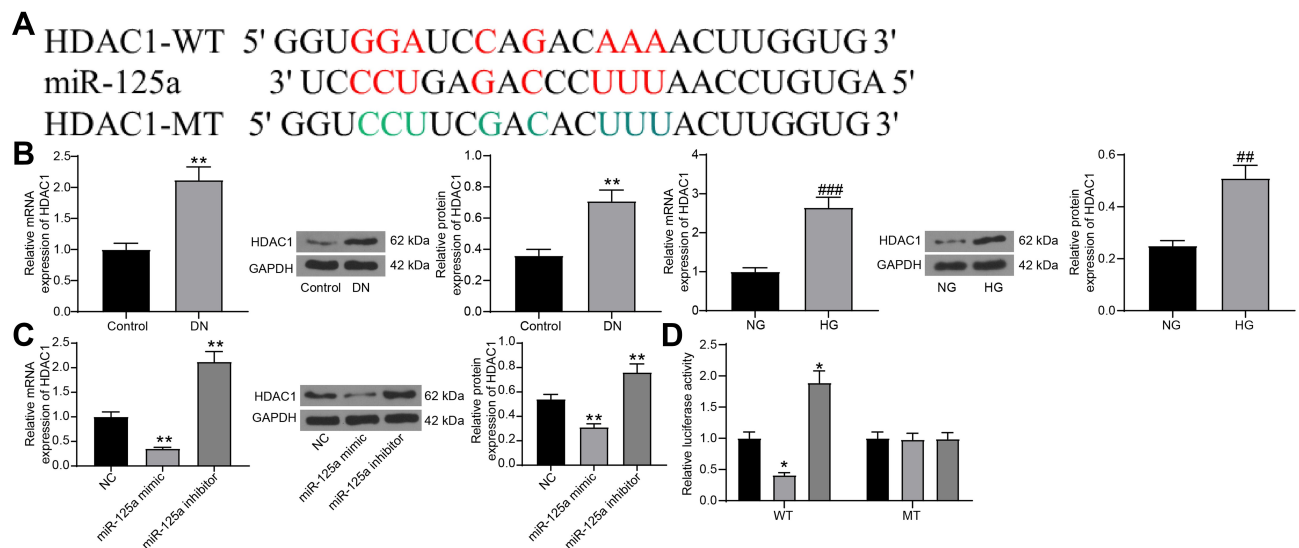 A
HDAC1-WT 5' GGUGGAUCCAGACAAAACUUGGUG 3'
miR-125a 3' UCCCUGAGACCCUUUAACCUGUGA 5'
HDAC1-MT 5' GGUCCUUCGACACUUUACUUGGUG 3'
B
Relative mRNA
expression of HDAC1
2.5
2.0
1.5
1.0
0.5
0.0
**
Control DN
HDAC1 62 kDa
GAPDH 42 kDa
Control DN
Relative protein
expression of HDAC1
1.0
0.8
0.6
0.4
0.2
0.0
**
Control DN
Relative mRNA
expression of HDAC1
4
3
2
1
0
###
NG HG
HDAC1 62 kDa
GAPDH 42 kDa
NG HG
Relative protein
expression of HDAC1
0.6
0.4
0.2
0.0
##
NG HG
C
Relative mRNA
expression of HDAC1
2.5
2.0
1.5
1.0
0.5
0.0
**
**
NC
miR-125a mimic
miR-125a inhibitor
HDAC1 62 kDa
GAPDH 42 kDa
NC
miR-125a mimic
miR-125a inhibitor
Relative protein
expression of HDAC1
1.0
0.8
0.6
0.4
0.2
0.0
**
**
NC
miR-125a mimic
miR-125a inhibitor
D
Relative luciferase activity
2.5
2.0
1.5
1.0
0.5
0.0
*
*
WT MT